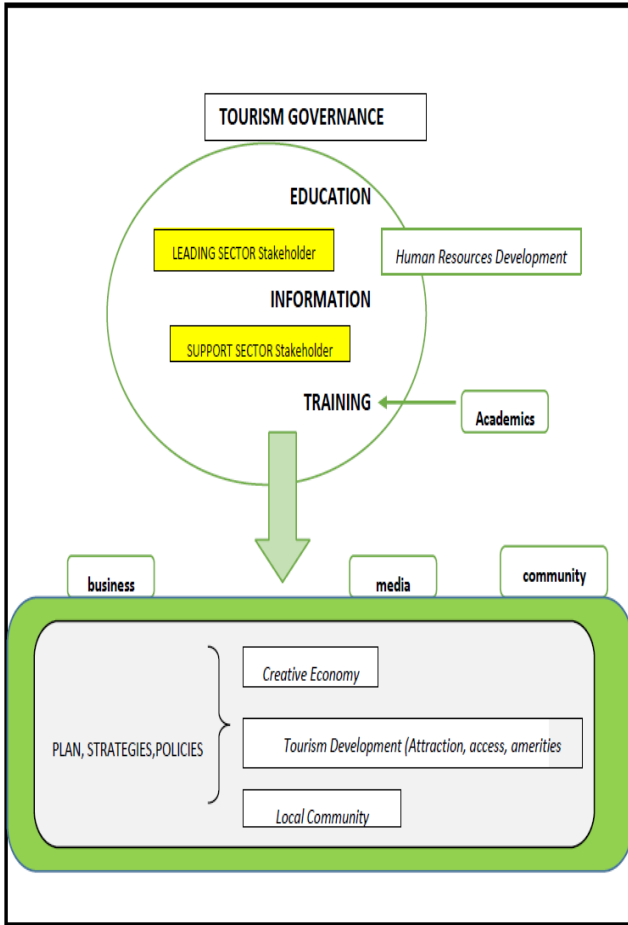 TOURISM GOVERNANCE
EDUCATION
LEADING SECTOR Stakeholder
Human Resources Development
INFORMATION
SUPPORT SECTOR Stakeholder
TRAINING
Academics
business
media
community
Creative Economy
PLAN, STRATEGIES,POLICIES
Tourism Development (Attraction, access, amerities
Local Community